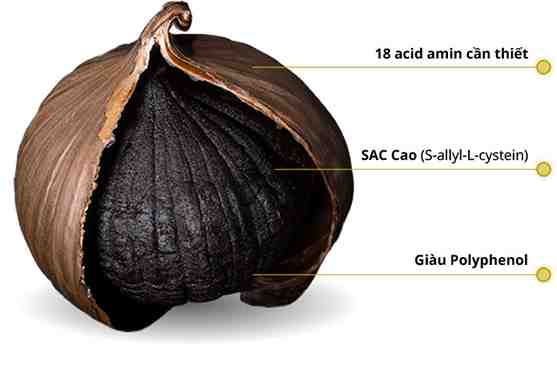 18 acid amin cần thiết
SAC Cao (S-allyl-L-cystein)
Giàu Polyphenol